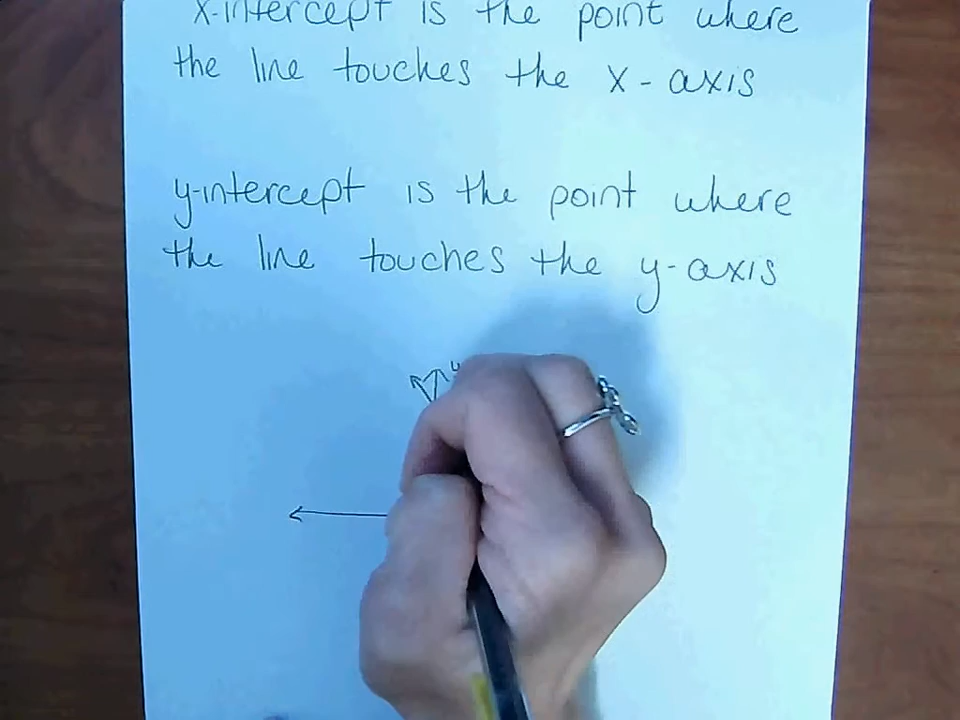 x-intercept is the point where
the line touches the x-axis
y-intercept is the point where
the line touches the y-axis
y